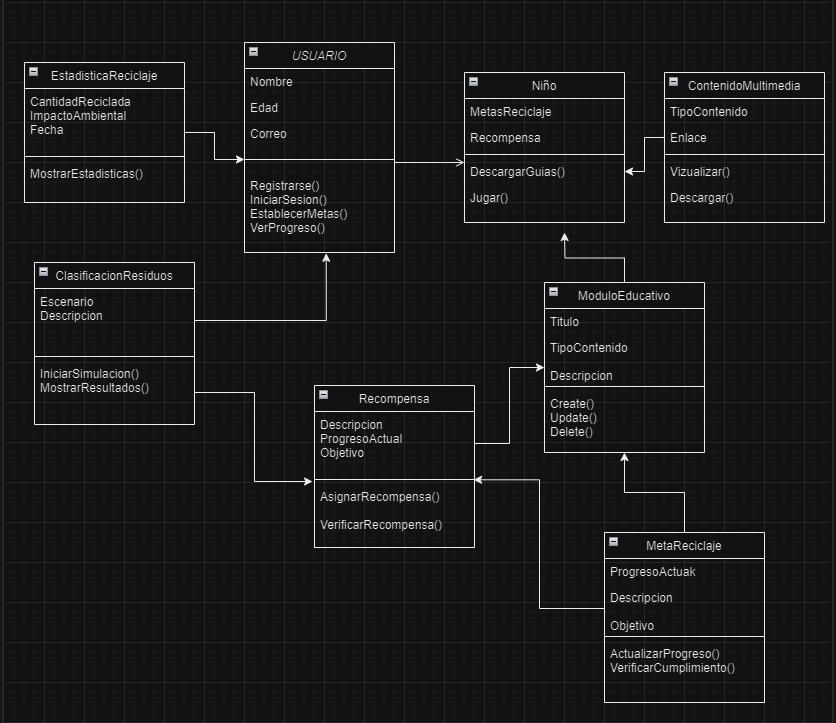 USUARIO
Nombre
Edad
Correo
Registrarse()
IniciarSesion()
EstablecerMetas()
VerProgreso()
EstadisticaReciclaje
CantidadReciclada
ImpactoAmbiental
Fecha
MostrarEstadisticas()
Niño
MetasReciclaje
Recompensa
DescargarGuias()
Jugar()
ContenidoMultimedia
TipoContenido
Enlace
Vizualizar()
Descargar()
ClasificacionResiduos
Escenario
Descripcion
IniciarSimulacion()
MostrarResultados()
ModuloEducativo
Titulo
TipoContenido
Descripcion
Create()
Update()
Delete()
Recompensa
Descripcion
ProgresoActual
Objetivo
AsignarRecompensa()
VerificarRecompensa()
MetaReciclaje
ProgresoActuak
Descripcion
Objetivo
ActualizarProgreso()
VerificarCumplimiento()